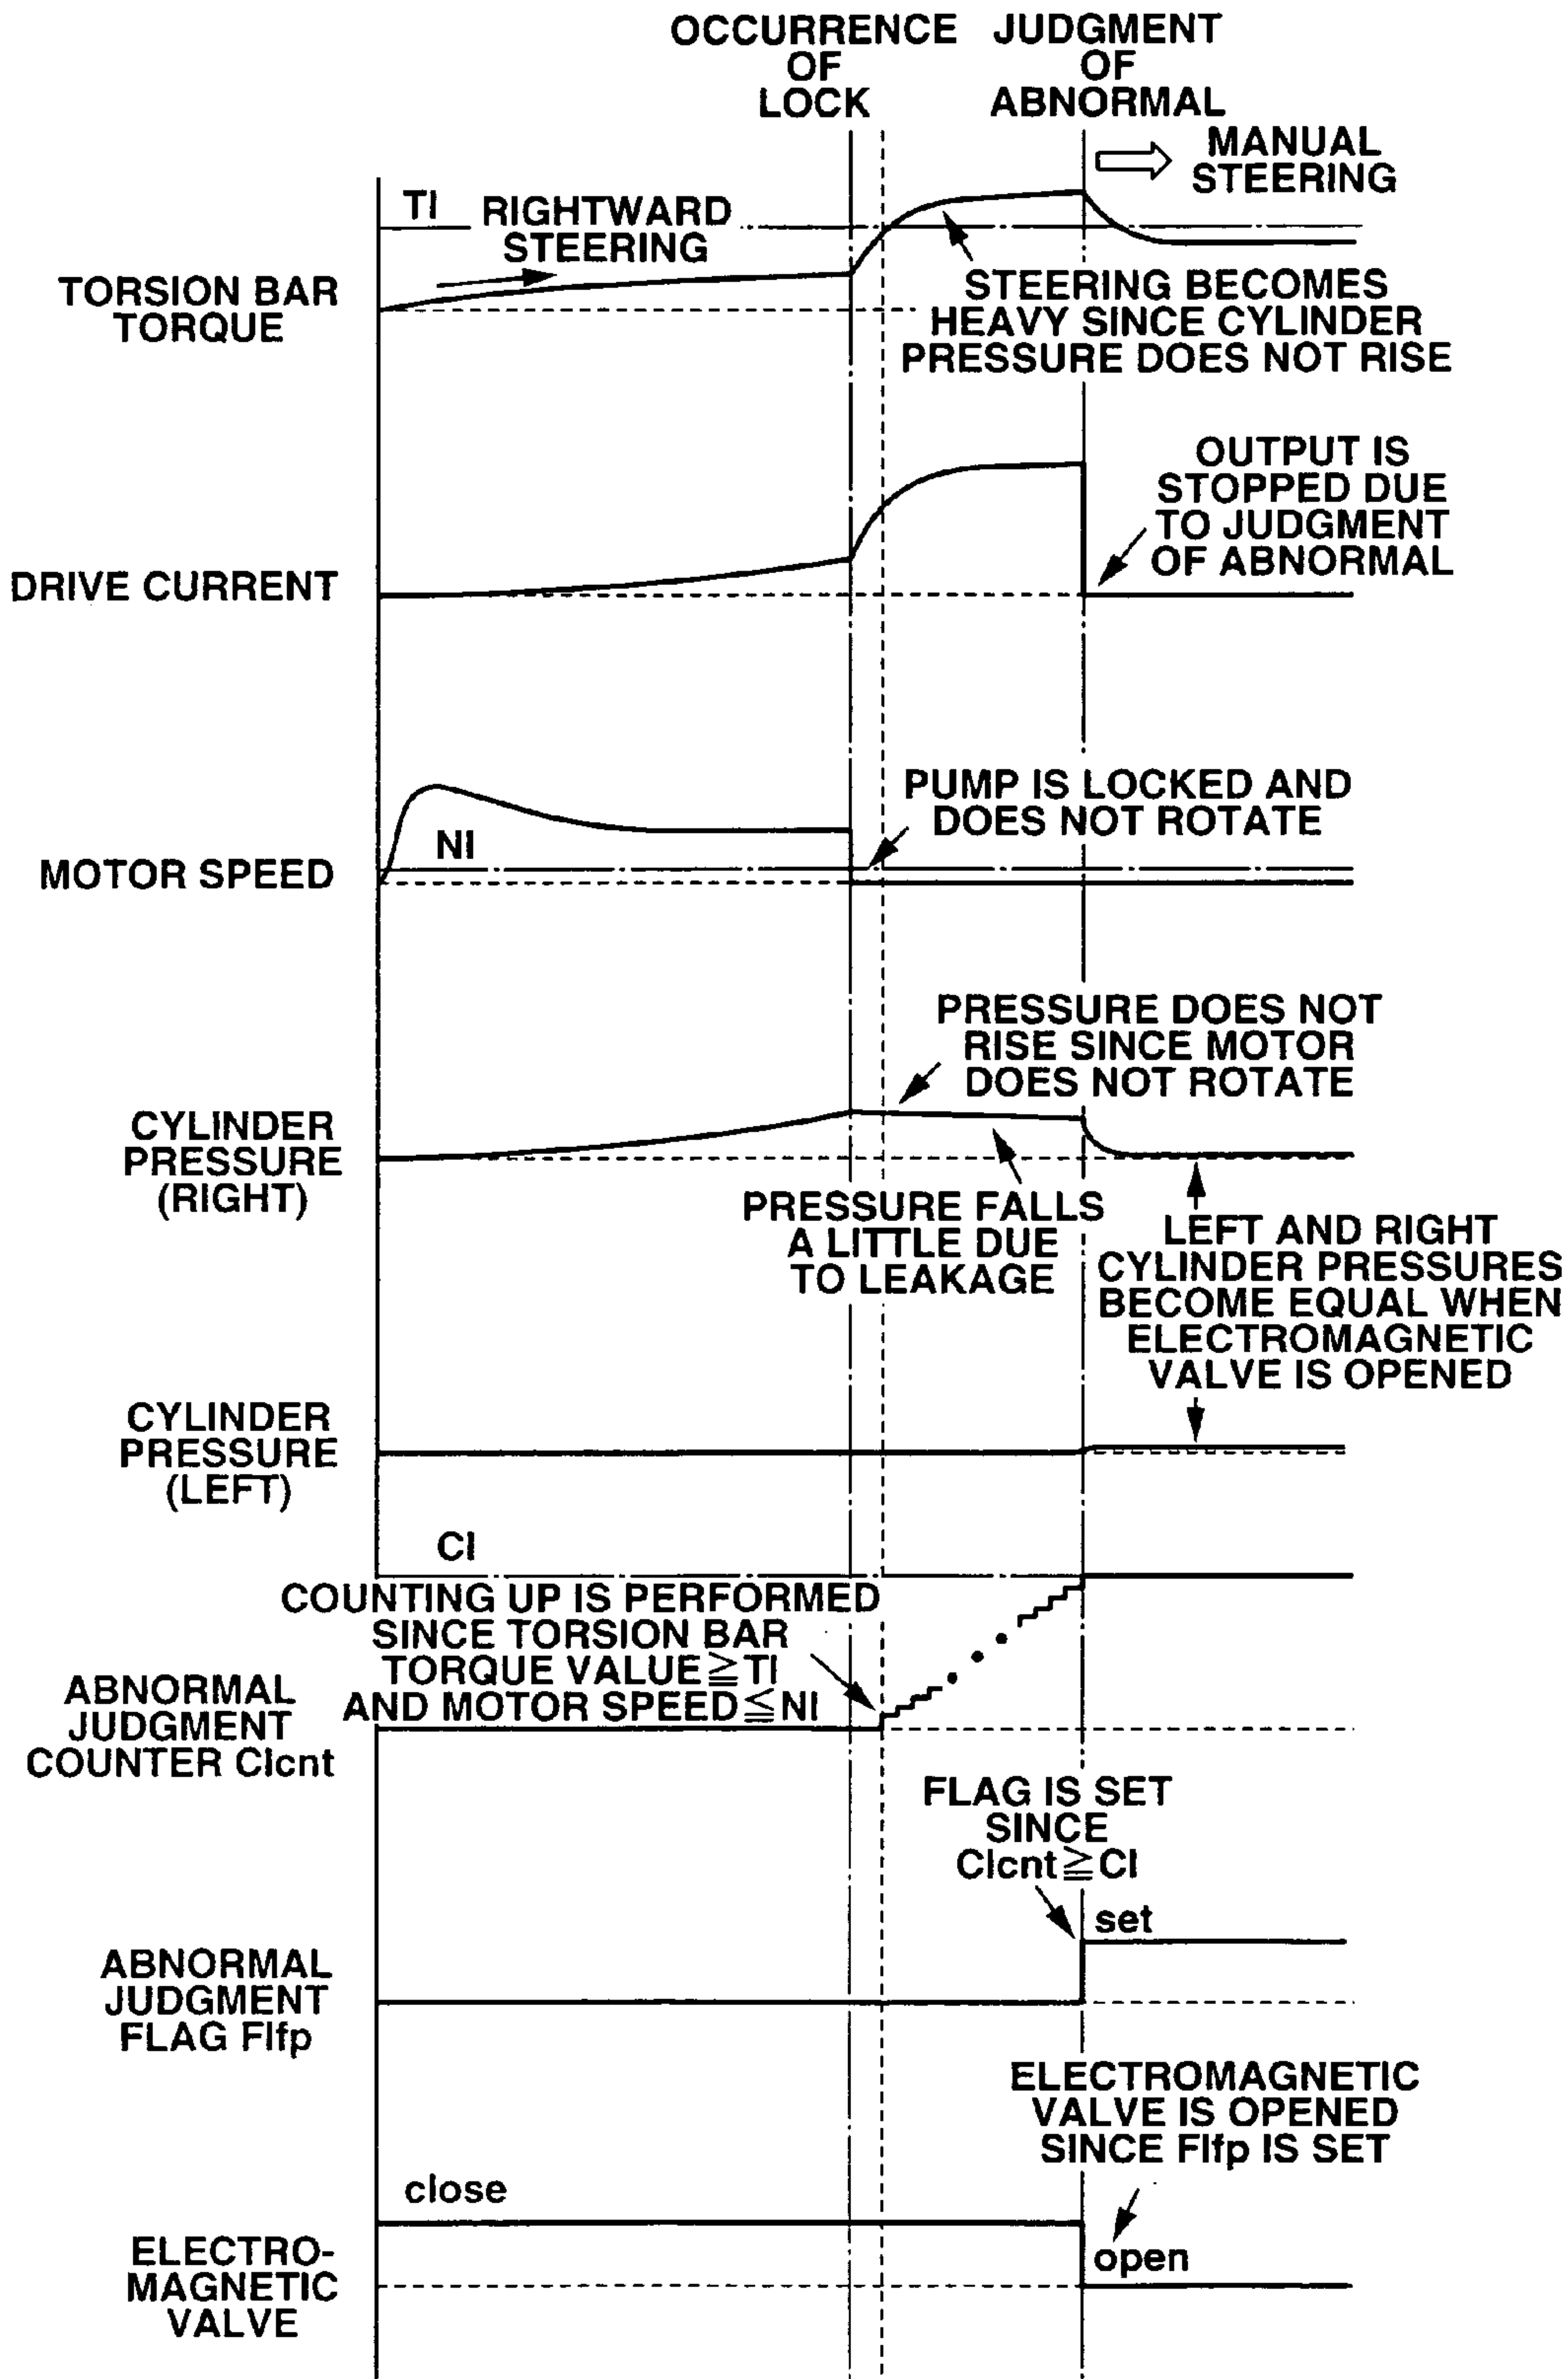 OCCURRENCE
OF
LOCK
JUDGMENT
OF
ABNORMAL
MANUAL
STEERING
TI
RIGHTWARD
STEERING
TORSION BAR
TORQUE
STEERING BECOMES
HEAVY SINCE CYLINDER
PRESSURE DOES NOT RISE
OUTPUT IS
STOPPED DUE
TO JUDGMENT
OF ABNORMAL
DRIVE CURRENT
PUMP IS LOCKED AND
DOES NOT ROTATE
NI
MOTOR SPEED
PRESSURE DOES NOT
RISE SINCE MOTOR
DOES NOT ROTATE
CYLINDER
PRESSURE
(RIGHT)
PRESSURE FALLS
A LITTLE DUE
TO LEAKAGE
LEFT AND RIGHT
CYLINDER PRESSURES
BECOME EQUAL WHEN
ELECTROMAGNETIC
VALVE IS OPENED
CYLINDER
PRESSURE
(LEFT)
CI
COUNTING UP IS PERFORMED
SINCE TORSION BAR
TORQUE VALUE≧TI
AND MOTOR SPEED≦NI
ABNORMAL
JUDGMENT
COUNTER CIcnt
FLAG IS SET
SINCE
CIcnt≧CI
set
ABNORMAL
JUDGMENT
FLAG FIfp
ELECTROMAGNETIC
VALVE IS OPENED
SINCE FIfp IS SET
close
open
ELECTRO-
MAGNETIC
VALVE